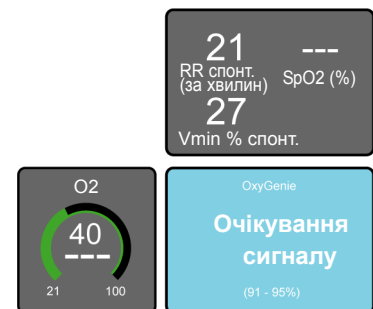 21 ---
RR спонт. SpO2 (%)
(за хвилин)
27
Vmin % спонт.
O2
40
---
21 100
OxyGenie
Очікування
сигналу
(91 - 95%)